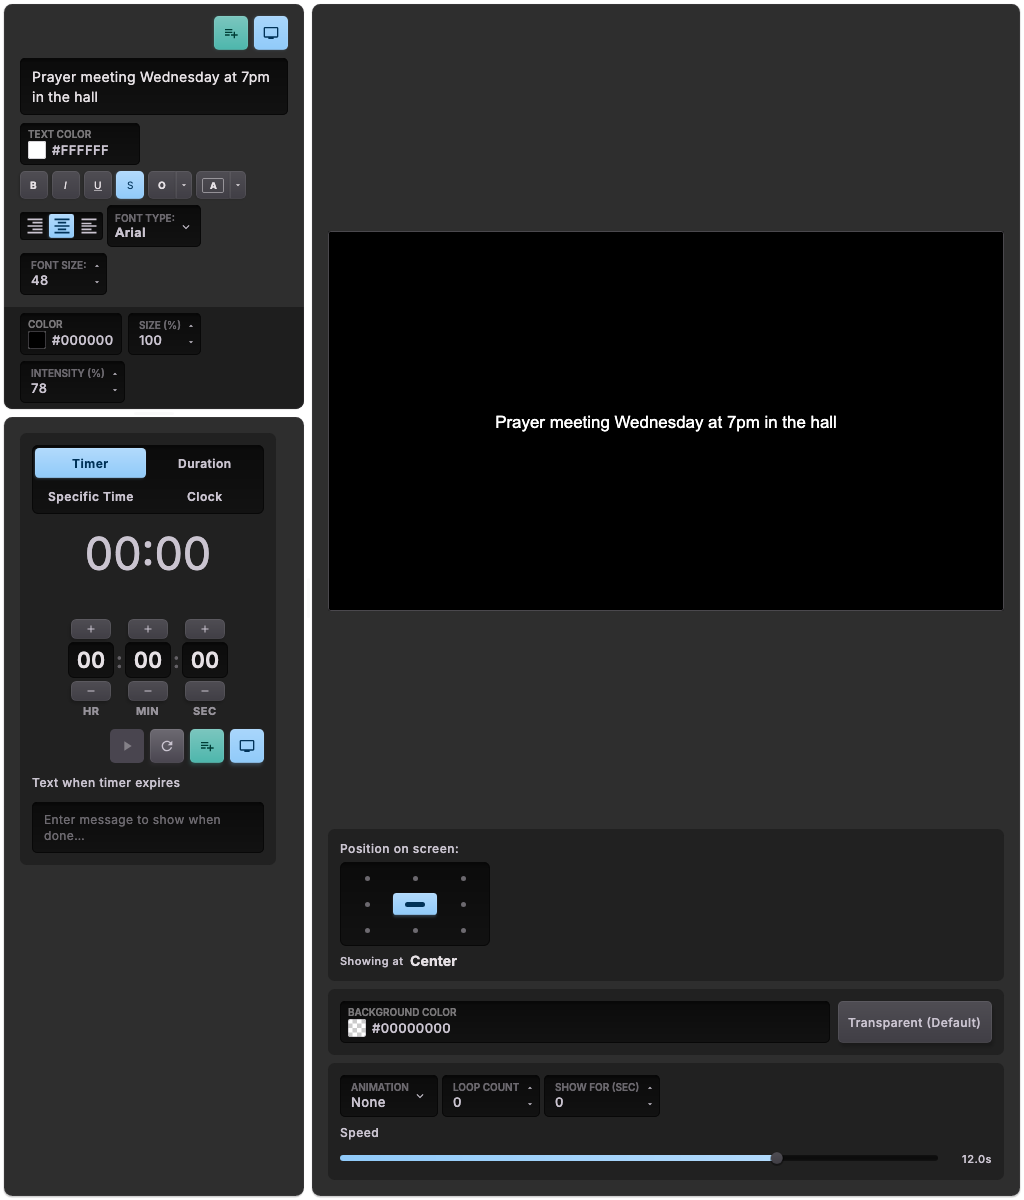 Prayer meeting Wednesday at 7pm
in the hall
TEXT COLOR
#FFFFFF
B I U S O A
FONT TYPE:
Arial
FONT SIZE:
48
COLOR
#000000
SIZE (%)
100
INTENSITY (%)
78
Timer
Duration
Specific Time
Clock
00:00
+ + +
00 : 00 : 00
− − −
HR MIN SEC
Text when timer expires
Enter message to show when
done...
Prayer meeting Wednesday at 7pm in the hall
Position on screen:
Showing at Center
BACKGROUND COLOR
#00000000
Transparent (Default)
ANIMATION
None
LOOP COUNT
0
SHOW FOR (SEC)
0
Speed
12.0s